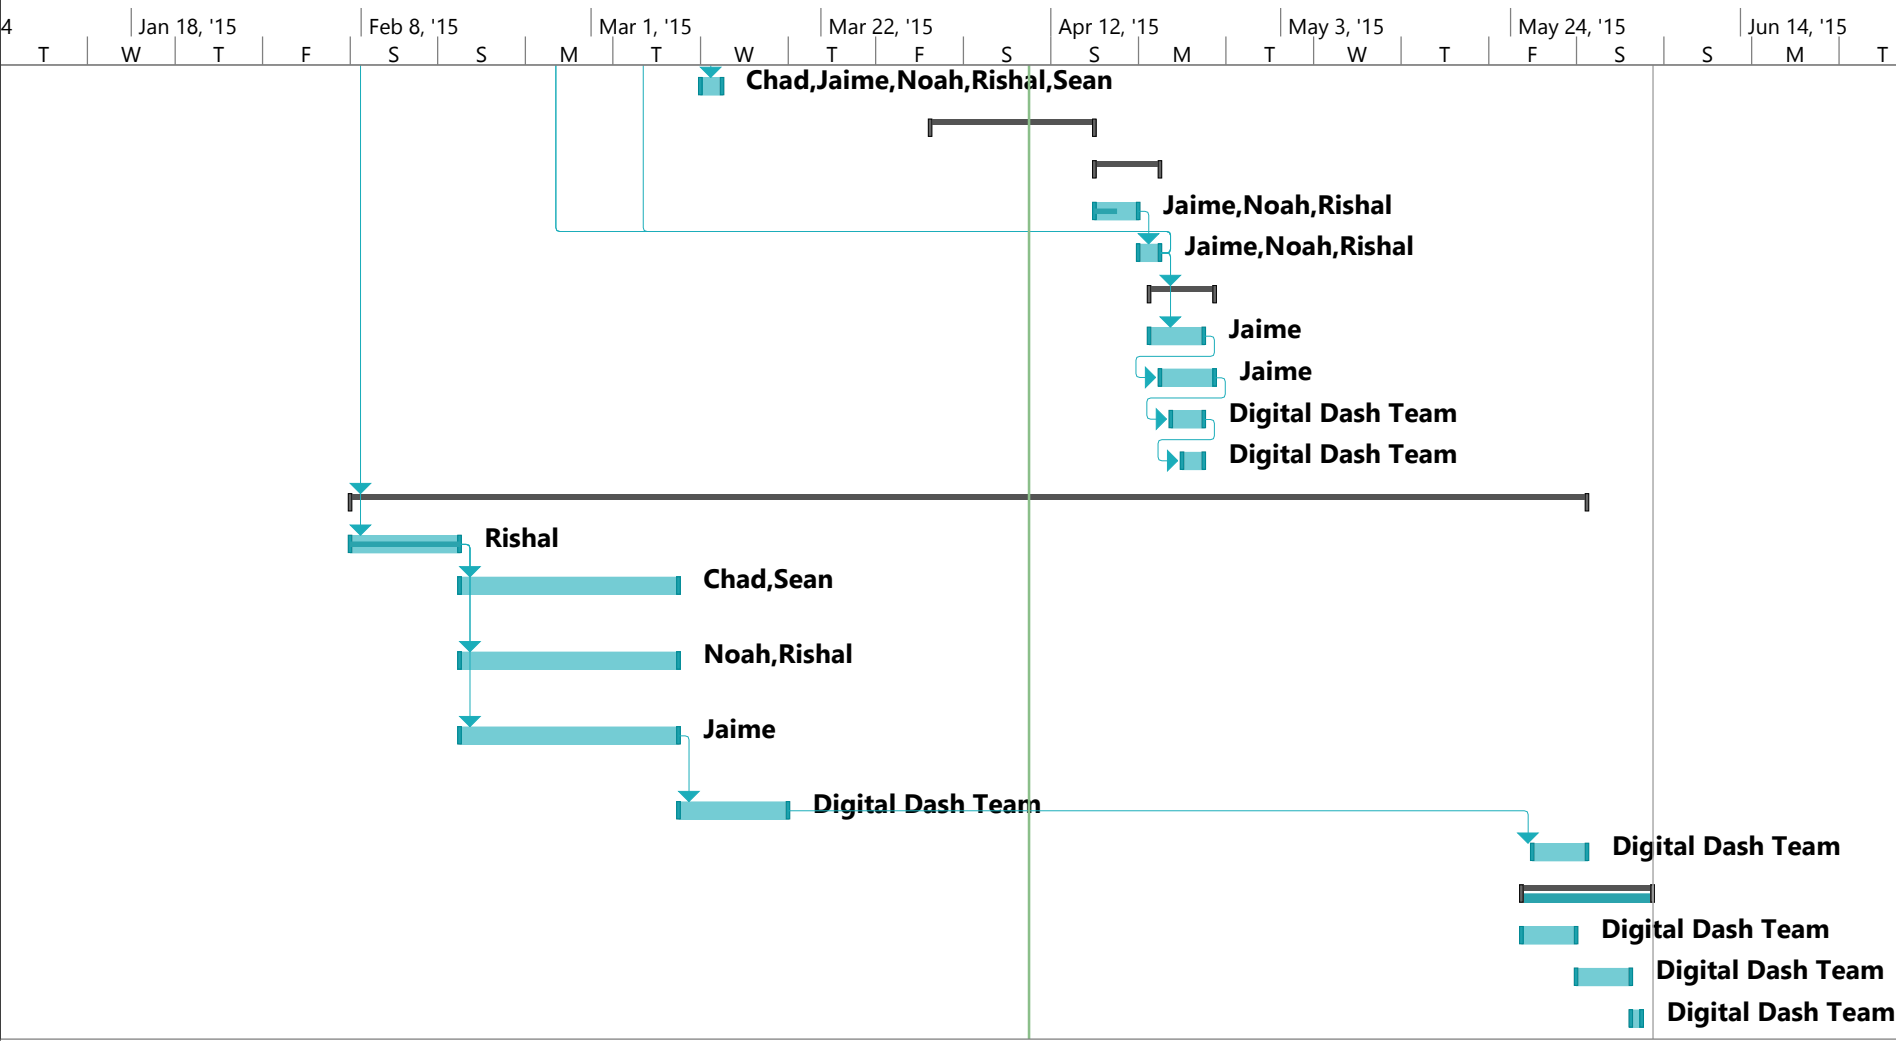 4 Jan 18, '15 Feb 8, '15 Mar 1, '15 Mar 22, '15 Apr 12, '15 May 3, '15 May 24, '15 Jun 14, '15
T W T F S S M T W T F S S M T W T F S S M T
Chad,Jaime,Noah,Rishal,Sean
Jaime,Noah,Rishal
Jaime,Noah,Rishal
Jaime
Jaime
Digital Dash Team
Digital Dash Team
Rishal
Chad,Sean
Noah,Rishal
Jaime
Digital Dash Team
Digital Dash Team
Digital Dash Team
Digital Dash Team
Digital Dash Team